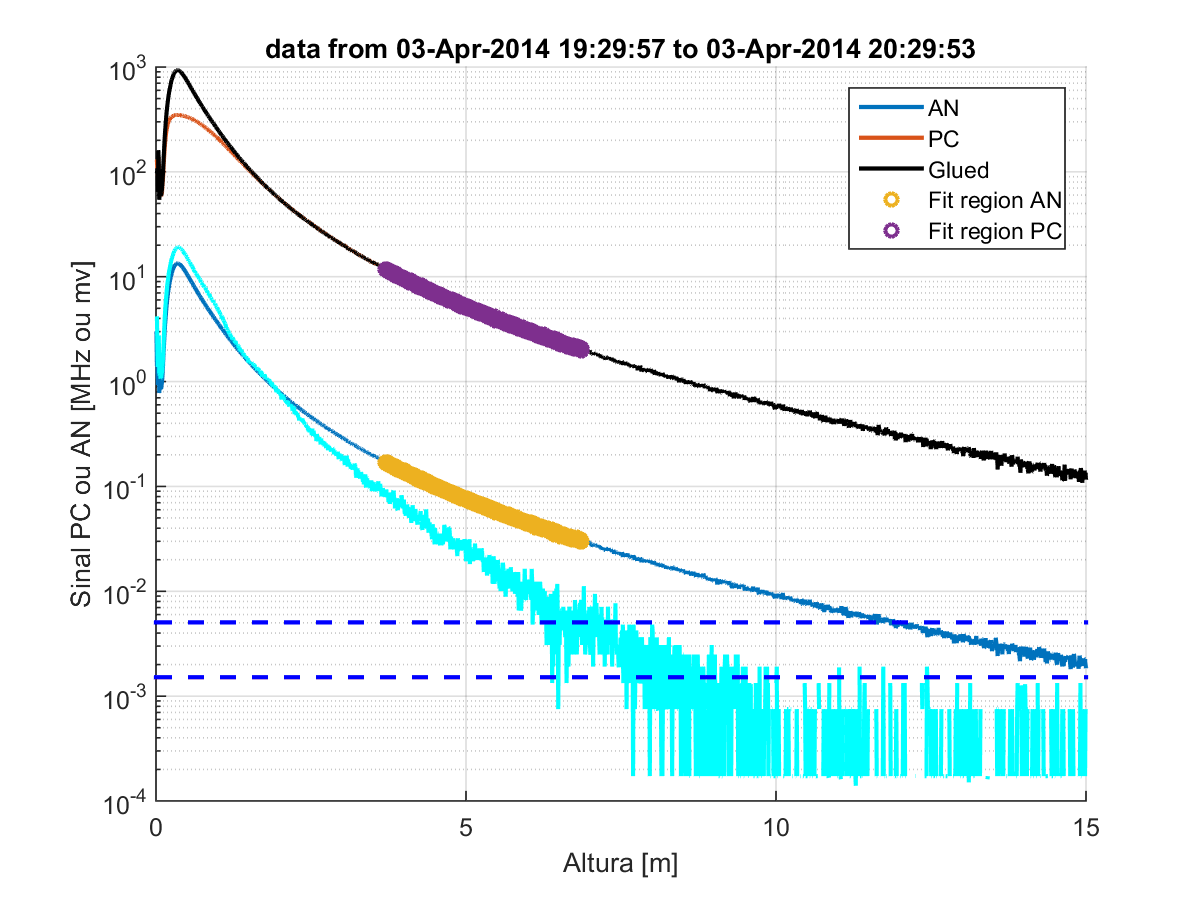 data from 03-Apr-2014 19:29:57 to 03-Apr-2014 20:29:53
10^3
10^2
10^1
10^0
10^-1
10^-2
10^-3
10^-4
Sinal PC ou AN [MHz ou mv]
AN
PC
Glued
Fit region AN
Fit region PC
0 5 10 15
Altura [m]